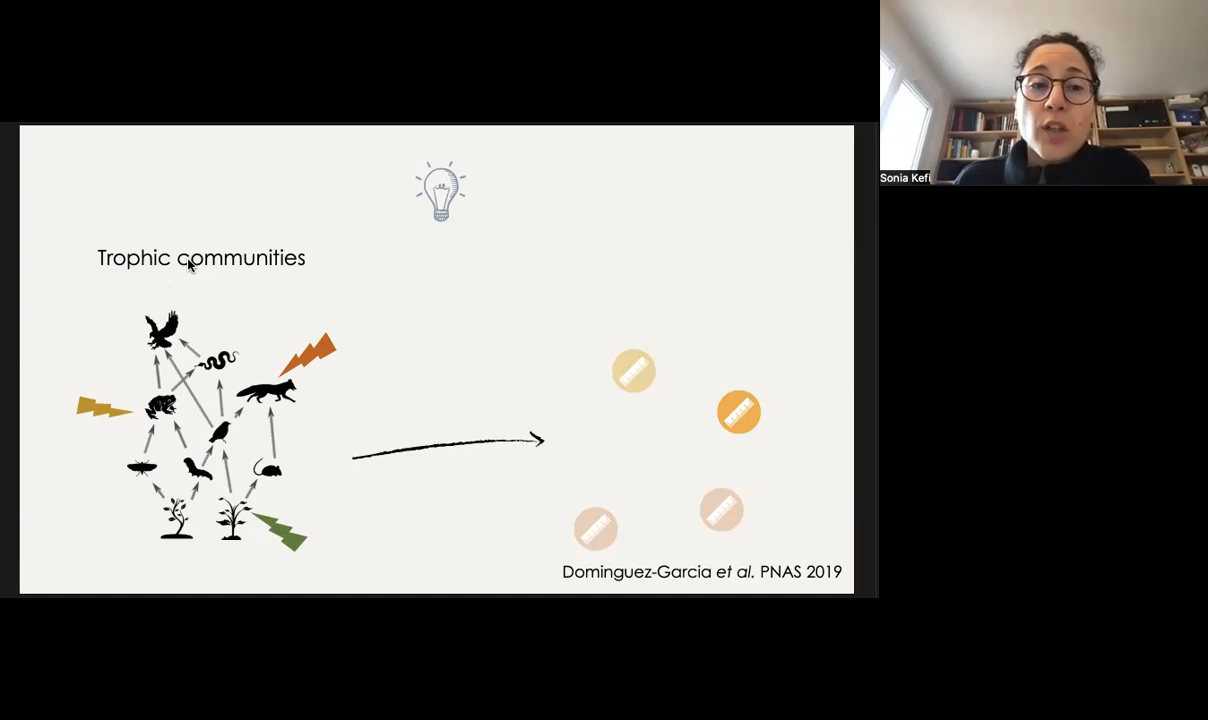 Sonia Kefi
Trophic communities
Dominguez-Garcia et al. PNAS 2019